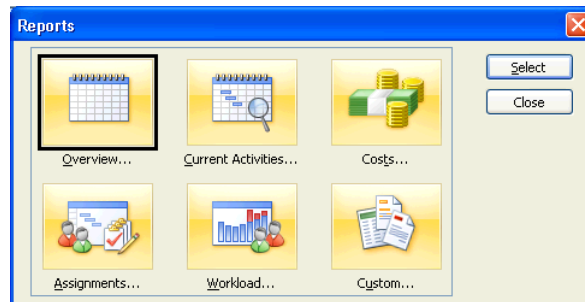 Reports
Select
Close
Overview...
Current Activities...
Costs...
Assignments...
Workload...
Custom...